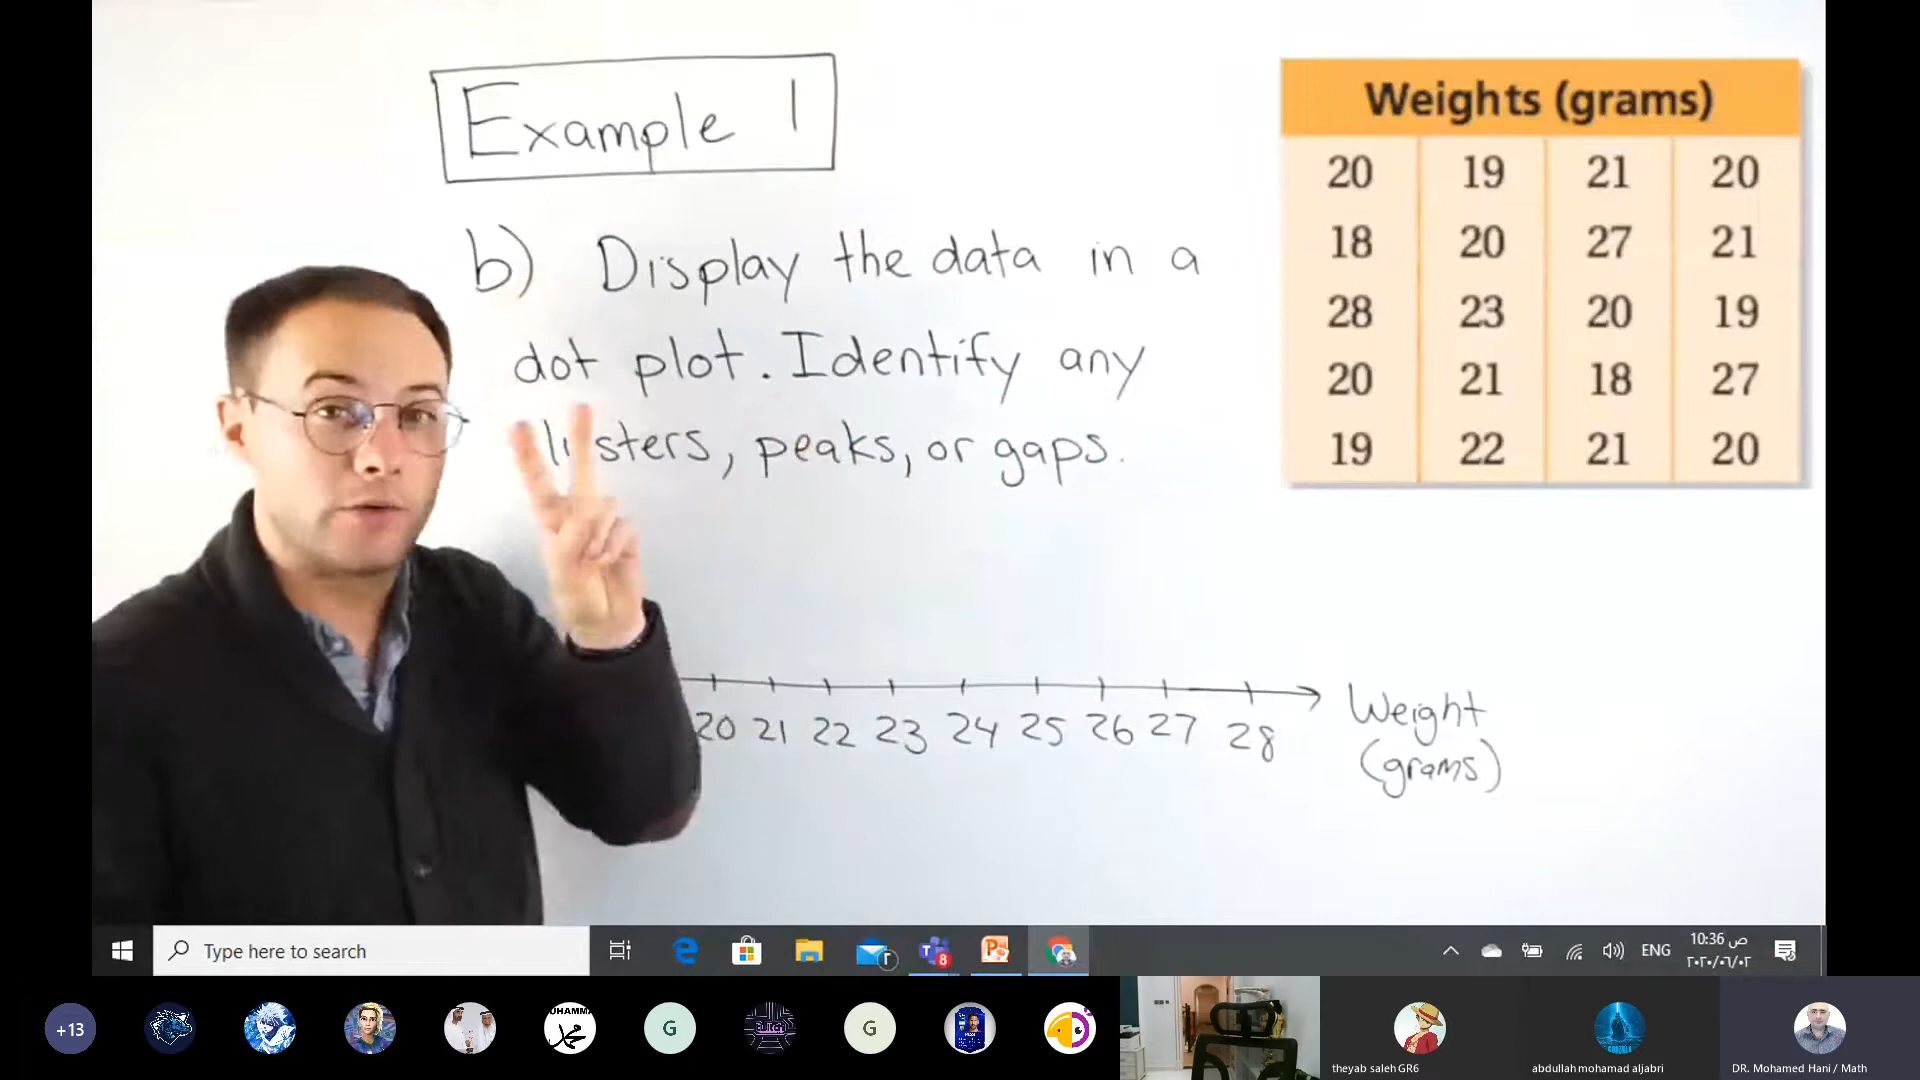 Example 1
b) Display the data in a
dot plot. Identify any
lusters, peaks, or gaps.
Weights (grams)
20 19 21 20
18 20 27 21
28 23 20 19
20 21 18 27
19 22 21 20
20 21 22 23 24 25 26 27 28
Weight
(grams)
Type here to search
8
ENG
10:36 ص
٢٠٢٠/٠٦/٠٢
+13
G
G
theyab saleh GR6
abdullah mohamad aljabri
DR. Mohamed Hani / Math